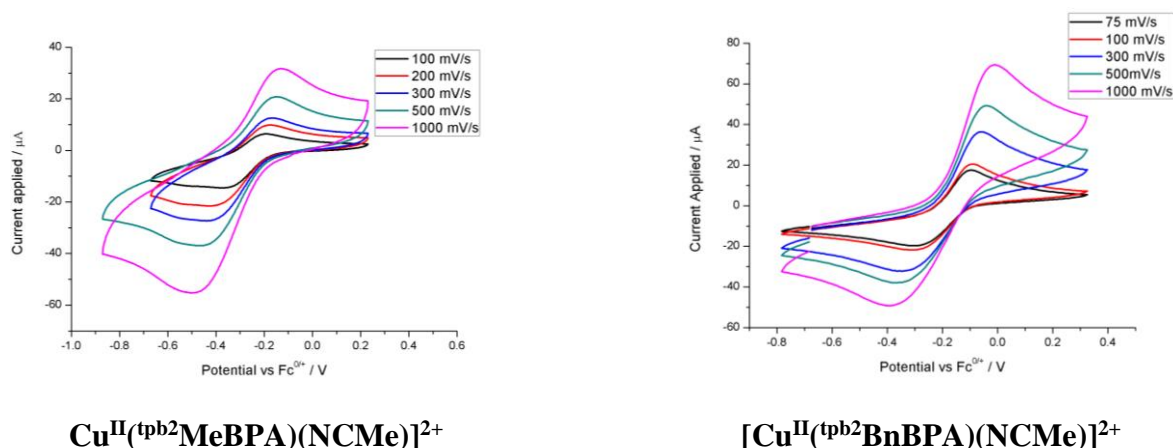 40
20
0
-20
-40
-60
Current applied / μA
-1.0 -0.8 -0.6 -0.4 -0.2 0.0 0.2 0.4 0.6
Potential vs Fc⁰/⁺ / V
100 mV/s
200 mV/s
300 mV/s
500 mV/s
1000 mV/s
Cuᴵᴵ(ᵗᵖᵇ²MeBPA)(NCMe)]²⁺
80
60
40
20
0
-20
-40
-60
Current Applied / μA
-0.8 -0.6 -0.4 -0.2 0.0 0.2 0.4
Potential vs Fc⁰/⁺ / V
75 mV/s
100 mV/s
300 mV/s
500mV/s
1000 mV/s
[Cuᴵᴵ(ᵗᵖᵇ²BnBPA)(NCMe)]²⁺